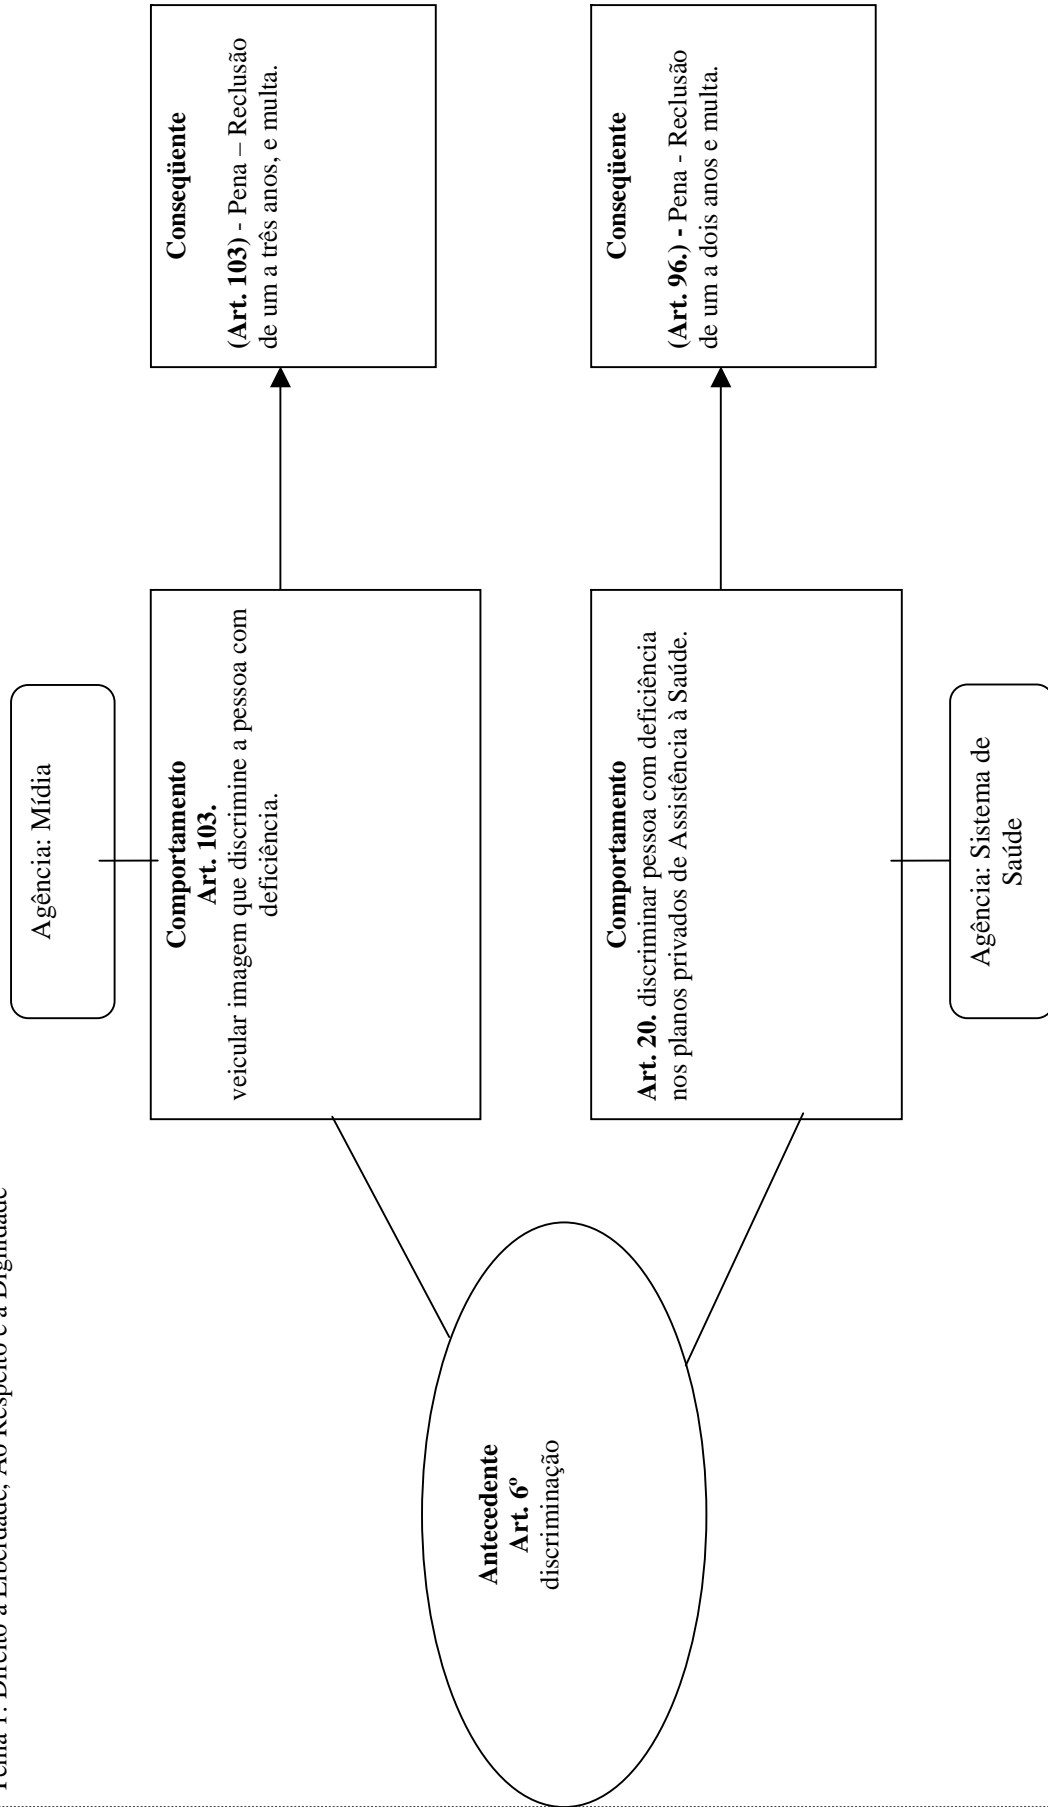 Tema 1: Direito à Liberdade, Ao Respeito e à Dignidade
Agência: Mídia
Antecedente
Art. 6º
discriminação
Comportamento
Art. 103.
veicular imagem que discrimine a pessoa com
deficiência.
Conseqüente
(Art. 103) - Pena – Reclusão
de um a três anos, e multa.
Comportamento
Art. 20. discriminar pessoa com deficiência
nos planos privados de Assistência à Saúde.
Conseqüente
(Art. 96.) - Pena - Reclusão
de um a dois anos e multa.
Agência: Sistema de
Saúde